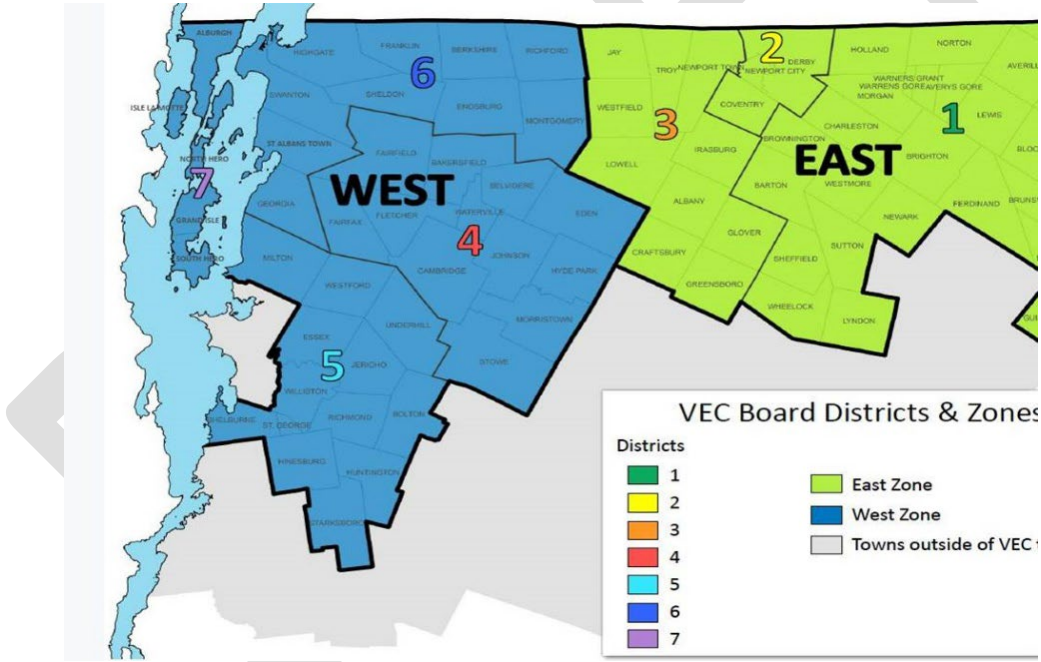 ALBURGH
HIGHGATE
FRANKLIN
BERKSHIRE
RICHFORD
6
SHELDON
SWANTON
ENOSBURG
MONTGOMERY
ISLE LA MOTTE
ST ALBANS TOWN
NORTH HERO
7
FAIRFIELD
BAKERSFIELD
WEST
BELVIDERE
GEORGIA
FAIRFAX
FLETCHER
WATERVILLE
EDEN
GRAND ISLE
4
SOUTH HERO
MILTON
JOHNSON
CAMBRIDGE
HYDE PARK
WESTFORD
UNDERHILL
MORRISTOWN
ESSEX
5
JERICHO
STOWE
WILLISTON
SHELBURNE
ST. GEORGE
RICHMOND
BOLTON
HINESBURG
HUNTINGTON
STARKSBORO
JAY
2
HOLLAND
NORTON
TROY
NEWPORT TOWN
DERBY
NEWPORT CITY
AVERILL
WARNERS GRANT
WARRENS GORE
AVERYS GORE
MORGAN
WESTFIELD
COVENTRY
3
1
LEWIS
CHARLESTON
BROWNINGTON
IRASBURG
EAST
BRIGHTON
BLOO
LOWELL
BARTON
WESTMORE
ALBANY
FERDINAND
BRUNS
NEWARK
GLOVER
SUTTON
CRAFTSBURY
SHEFFIELD
GREENSBORO
WHEELOCK
LYNDON
GUI
VEC Board Districts & Zones
Districts
1
2
3
4
5
6
7
East Zone
West Zone
Towns outside of VEC t